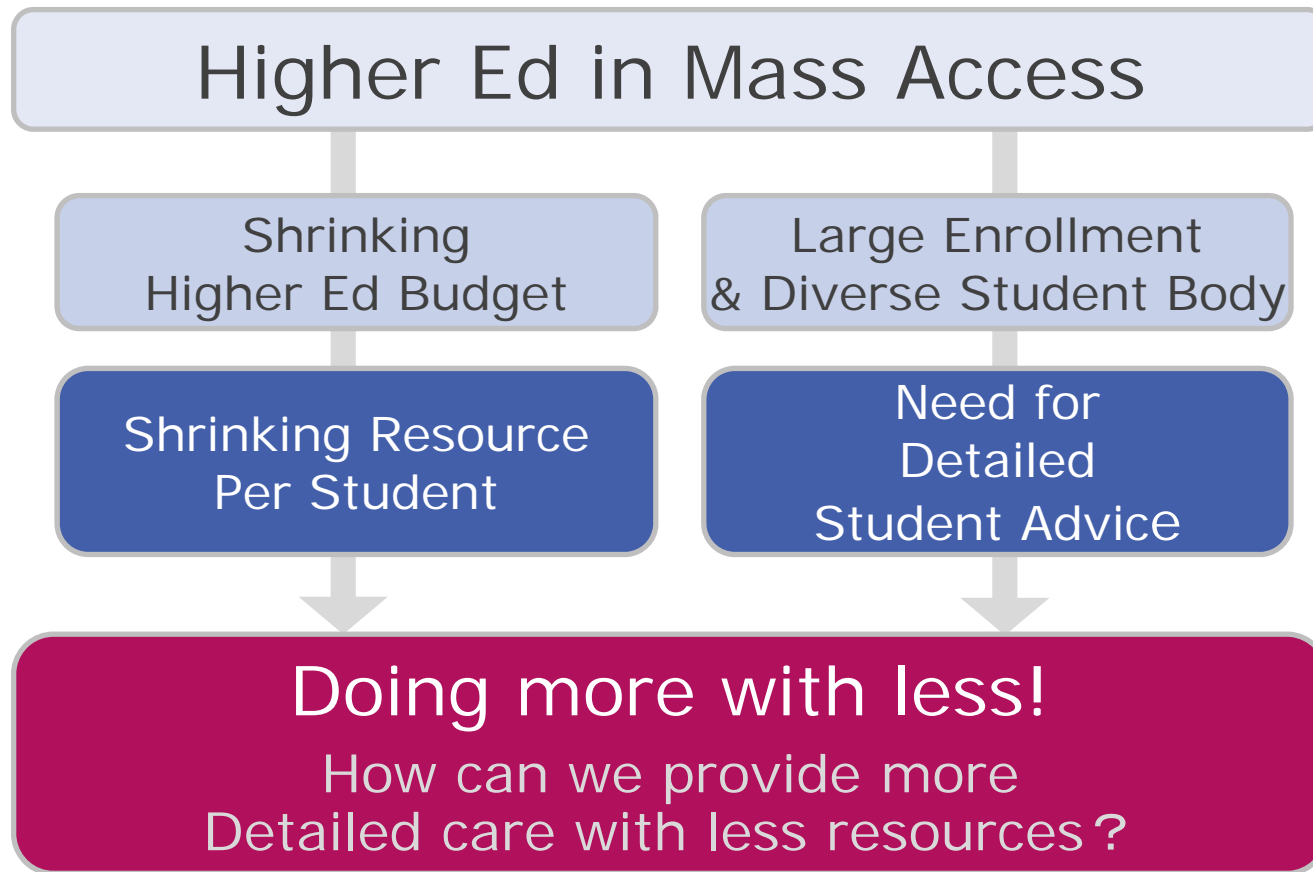 Higher Ed in Mass Access
Shrinking
Higher Ed Budget
Large Enrollment
& Diverse Student Body
Shrinking Resource
Per Student
Need for
Detailed
Student Advice
Doing more with less!
How can we provide more
Detailed care with less resources？